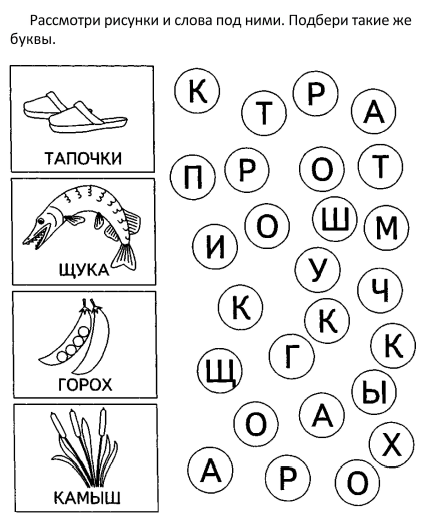 Рассмотри рисунки и слова под ними. Подбери такие же
буквы.
ТАПОЧКИ
ЩУКА
ГОРОХ
КАМЫШ
К Т Р А
П Р О Т
И О Ш М
У
К К Ч
Щ Г К
О А Ы
А Р О Х